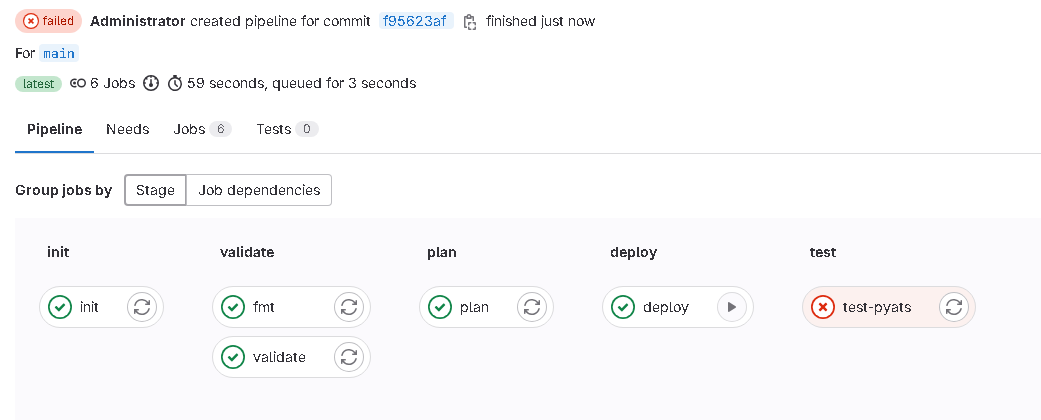 failed Administrator created pipeline for commit f95623af finished just now
For main
latest 6 Jobs 59 seconds, queued for 3 seconds
Pipeline Needs Jobs 6 Tests 0
Group jobs by Stage Job dependencies
init validate plan deploy test
init fmt plan deploy test-pyats
validate